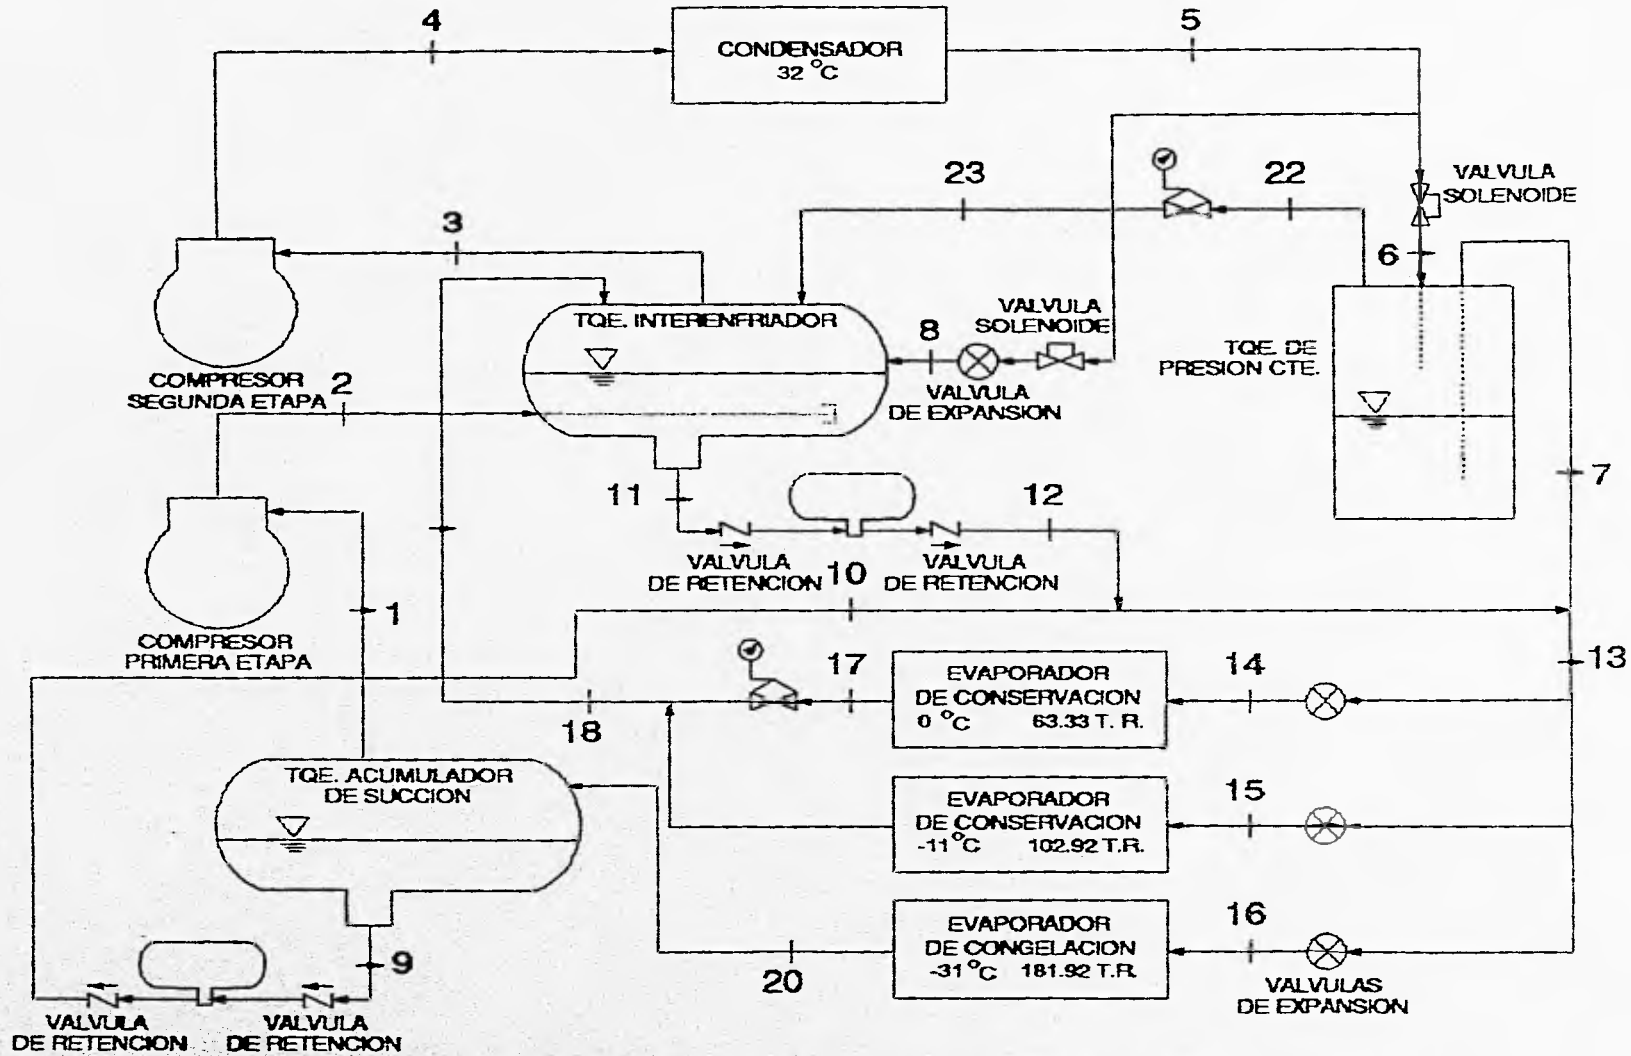 4
CONDENSADOR
32 °C
5
23
22
VALVULA
SOLENOIDE
3
6
TQE. INTERENFRIADOR
VALVULA
SOLENOIDE
8
TQE. DE
PRESION CTE.
COMPRESOR
SEGUNDA ETAPA
2
VALVULA
DE EXPANSION
11
12
7
VALVULA
DE RETENCION
VALVULA
DE RETENCION
10
1
COMPRESOR
PRIMERA ETAPA
17
EVAPORADOR
DE CONSERVACION
0 °C 63.33 T. R.
14
13
18
TQE. ACUMULADOR
DE SUCCION
EVAPORADOR
DE CONSERVACION
-11 °C 102.92 T.R.
15
EVAPORADOR
DE CONGELACION
-31 °C 181.92 T.R.
16
9
20
VALVULAS
DE EXPANSION
VALVULA
DE RETENCION
VALVULA
DE RETENCION